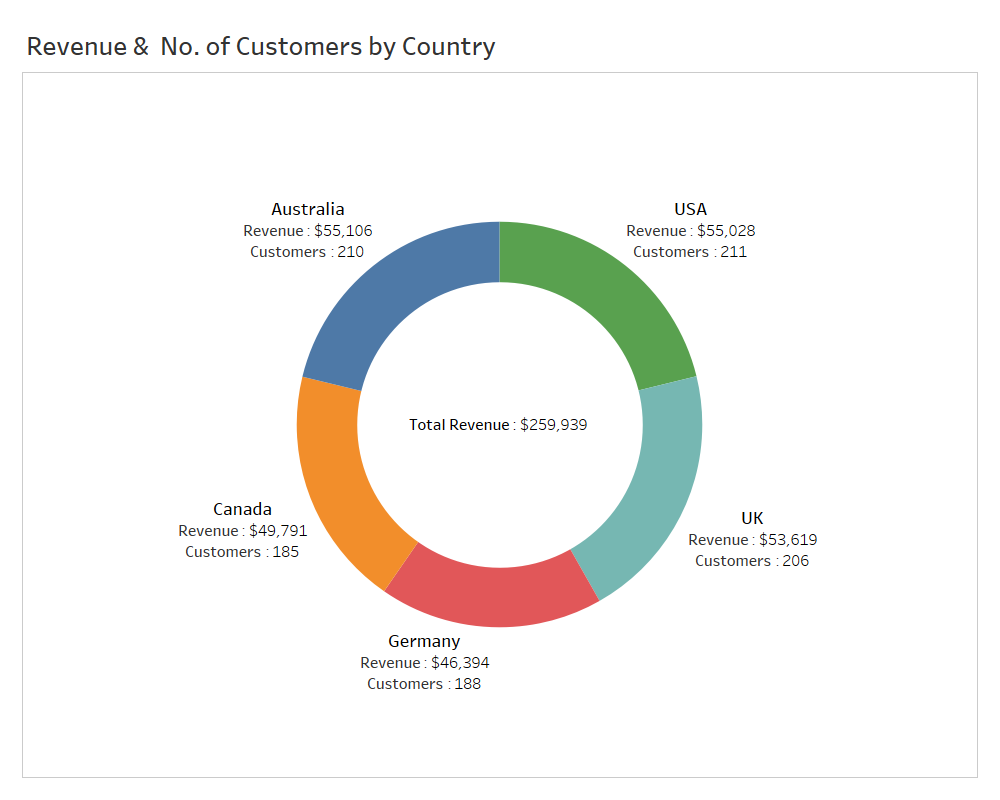 Revenue &  No. of Customers by Country
Australia
Revenue : $55,106
Customers : 210
USA
Revenue : $55,028
Customers : 211
Total Revenue : $259,939
Canada
Revenue : $49,791
Customers : 185
UK
Revenue : $53,619
Customers : 206
Germany
Revenue : $46,394
Customers : 188